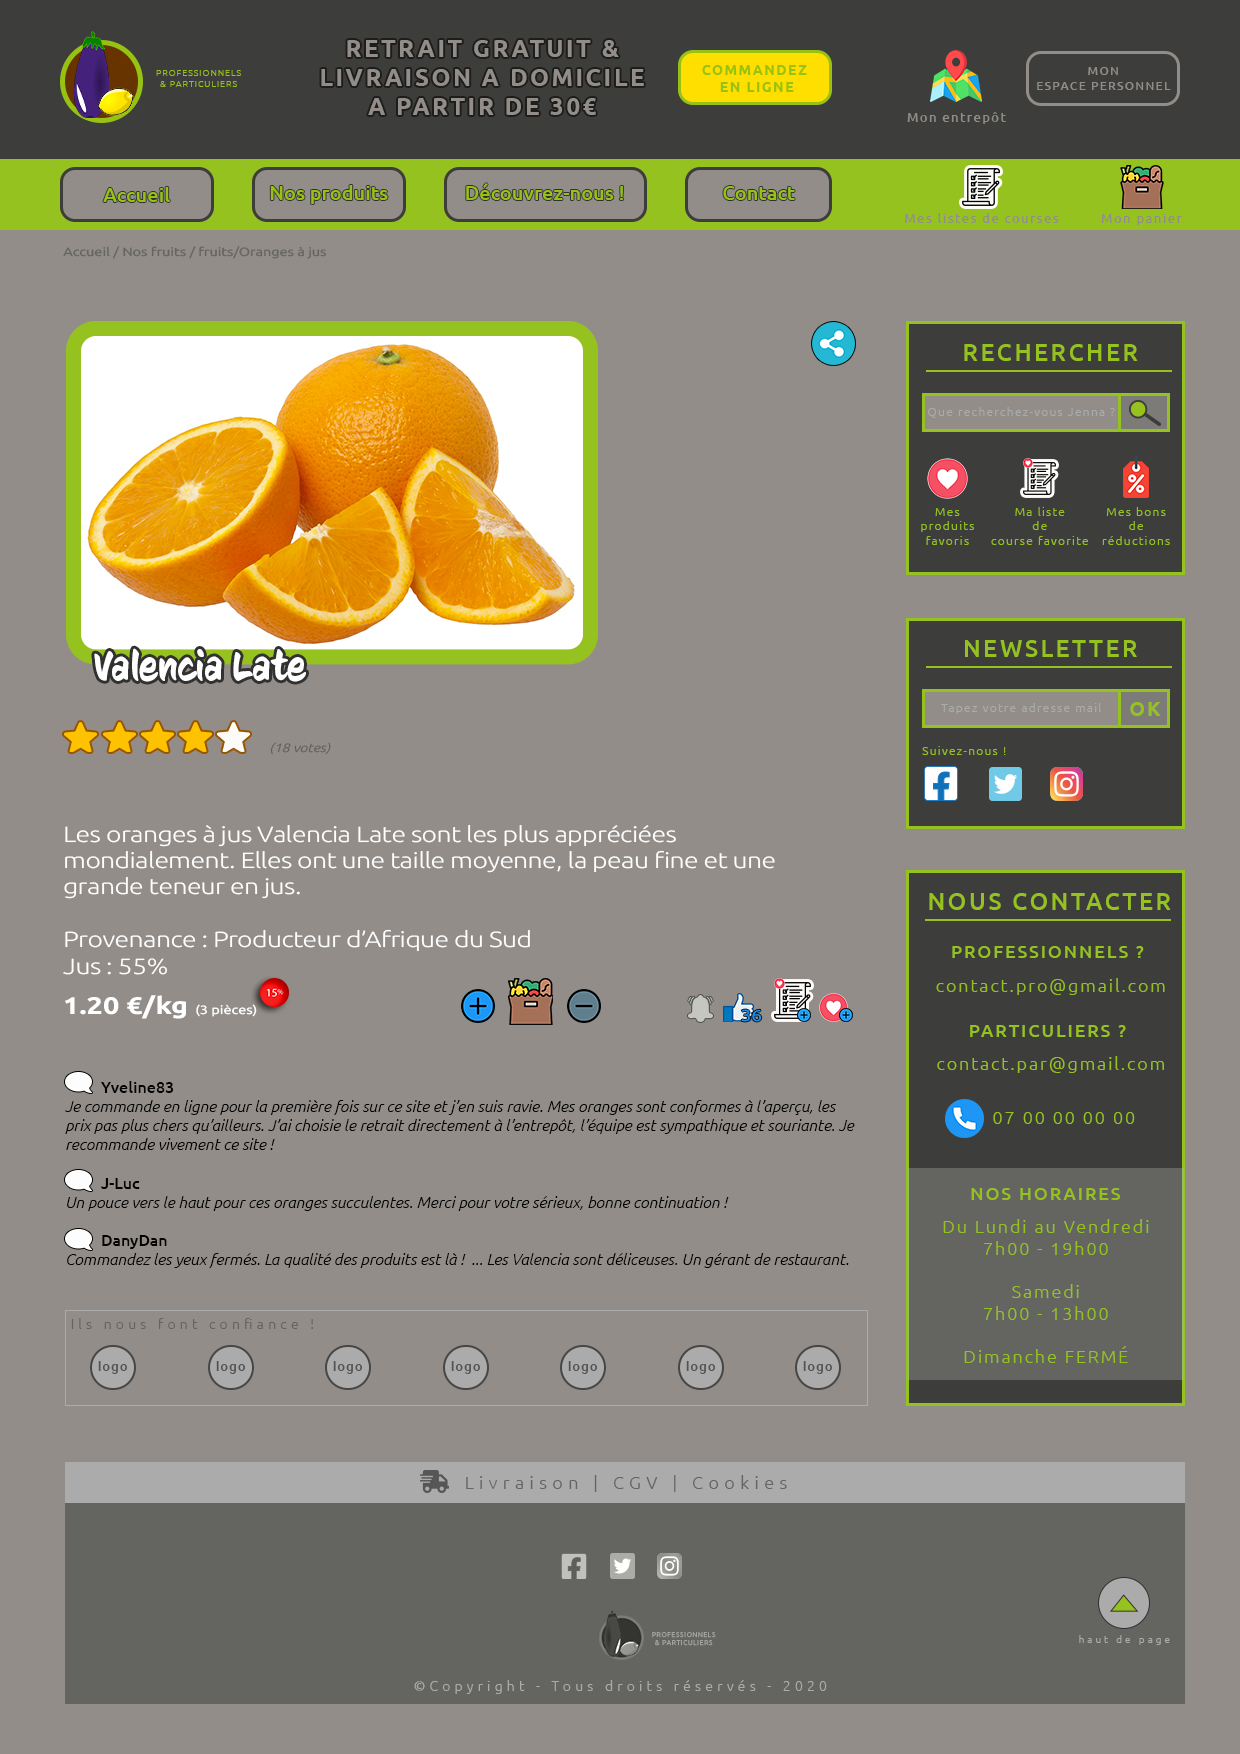 PROFESSIONNELS
& PARTICULIERS
RETRAIT GRATUIT &
LIVRAISON A DOMICILE
A PARTIR DE 30€
COMMANDEZ
EN LIGNE
Mon entrepôt
MON
ESPACE PERSONNEL
Accueil
Nos produits
Découvrez-nous !
Contact
Mes listes de courses
Mon panier
Accueil / Nos fruits / fruits/Oranges à jus
Valencia Late
(18 votes)
Les oranges à jus Valencia Late sont les plus appréciées
mondialement. Elles ont une taille moyenne, la peau fine et une
grande teneur en jus.
Provenance : Producteur d’Afrique du Sud
Jus : 55%
1.20 €/kg (3 pièces)
15%
36
Yveline83
Je commande en ligne pour la première fois sur ce site et j’en suis ravie. Mes oranges sont conformes à l’aperçu, les
prix pas plus chers qu’ailleurs. J’ai choisie le retrait directement à l’entrepôt, l’équipe est sympathique et souriante. Je
recommande vivement ce site !
J-Luc
Un pouce vers le haut pour ces oranges succulentes. Merci pour votre sérieux, bonne continuation !
DanyDan
Commandez les yeux fermés. La qualité des produits est là ! ... Les Valencia sont déliceuses. Un gérant de restaurant.
Ils nous font confiance !
logo logo logo logo logo logo logo
RECHERCHER
Que recherchez-vous Jenna ?
Mes
produits
favoris
Ma liste
de
course favorite
Mes bons
de
réductions
NEWSLETTER
Tapez votre adresse mail
OK
Suivez-nous !
NOUS CONTACTER
PROFESSIONNELS ?
contact.pro@gmail.com
PARTICULIERS ?
contact.par@gmail.com
07 00 00 00 00
NOS HORAIRES
Du Lundi au Vendredi
7h00 - 19h00
Samedi
7h00 - 13h00
Dimanche FERMÉ
Livraison | CGV | Cookies
PROFESSIONNELS
& PARTICULIERS
haut de page
©Copyright - Tous droits réservés - 2020